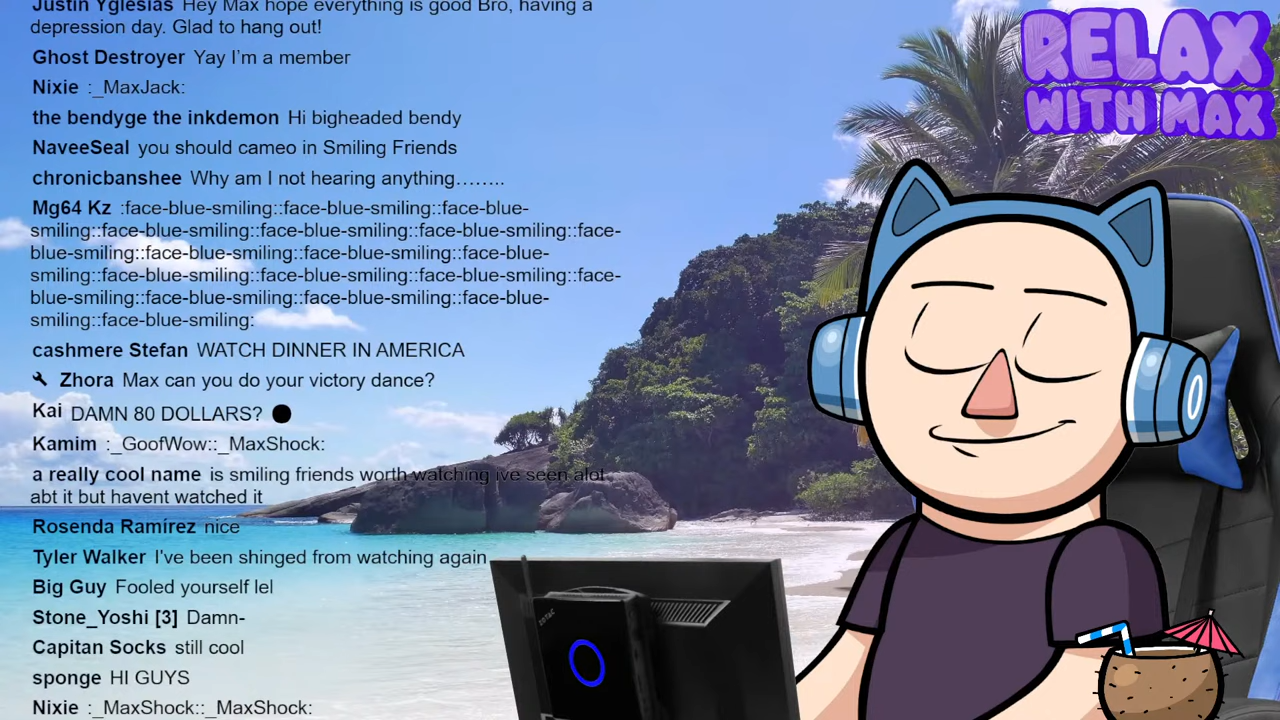 Justin Yglesias Hey Max hope everything is good Bro, having a
depression day. Glad to hang out!
Ghost Destroyer Yay I'm a member
Nixie :_MaxJack:
the bendyge the inkdemon Hi bigheaded bendy
NaveeSeal you should cameo in Smiling Friends
chronicbanshee Why am I not hearing anything……..
Mg64 Kz :face-blue-smiling::face-blue-smiling::face-blue-
smiling::face-blue-smiling::face-blue-smiling::face-blue-smiling::face-
blue-smiling::face-blue-smiling::face-blue-smiling::face-blue-
smiling::face-blue-smiling::face-blue-smiling::face-blue-smiling::face-
blue-smiling::face-blue-smiling::face-blue-smiling::face-blue-
smiling::face-blue-smiling:
cashmere Stefan WATCH DINNER IN AMERICA
Zhora Max can you do your victory dance?
Kai DAMN 80 DOLLARS?
Kamim :_GoofWow::_MaxShock:
a really cool name is smiling friends worth watching ive seen alot
abt it but havent watched it
Rosenda Ramírez nice
Tyler Walker I've been shinged from watching again
Big Guy Fooled yourself lel
Stone_Yoshi [3] Damn-
Capitan Socks still cool
sponge HI GUYS
Nixie :_MaxShock::_MaxShock:
RELAX
WITH MAX
ZOTAC